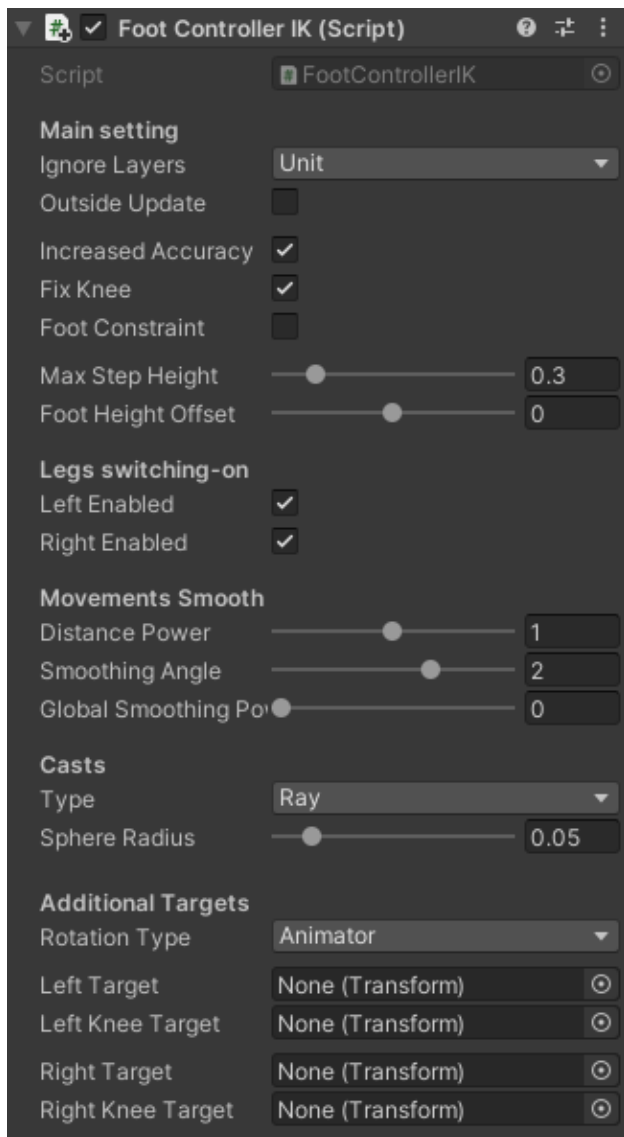 Foot Controller IK (Script)
Script FootControllerIK
Main setting
Ignore Layers Unit
Outside Update
Increased Accuracy
Fix Knee
Foot Constraint
Max Step Height 0.3
Foot Height Offset 0
Legs switching-on
Left Enabled
Right Enabled
Movements Smooth
Distance Power 1
Smoothing Angle 2
Global Smoothing Po 0
Casts
Type Ray
Sphere Radius 0.05
Additional Targets
Rotation Type Animator
Left Target None (Transform)
Left Knee Target None (Transform)
Right Target None (Transform)
Right Knee Target None (Transform)